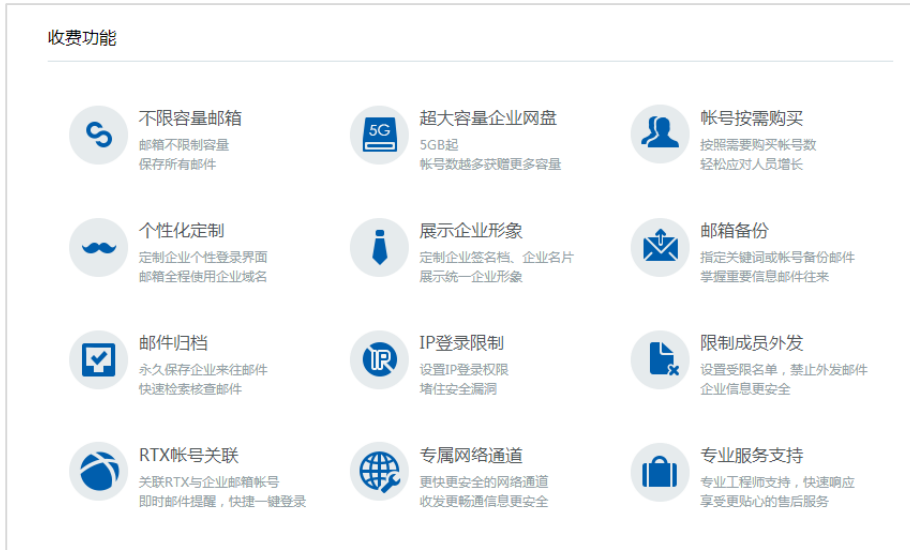 收费功能
不限容量邮箱
邮箱不限制容量
保存所有邮件
5G
超大容量企业网盘
5GB起
帐号数越多获赠更多容量
帐号按需购买
按照需要购买帐号数
轻松应对人员增长
个性化定制
定制企业个性登录界面
邮箱全程使用企业域名
展示企业形象
定制企业签名档、企业名片
展示统一企业形象
邮箱备份
指定关键词或帐号备份邮件
掌握重要信息邮件往来
邮件归档
永久保存企业来往邮件
快速检索核查邮件
IP
IP登录限制
设置IP登录权限
堵住安全漏洞
限制成员外发
设置受限名单，禁止外发邮件
企业信息更安全
RTX帐号关联
关联RTX与企业邮箱帐号
即时邮件提醒，快捷一键登录
专属网络通道
更快更安全的网络通道
收发更畅通信息更安全
专业服务支持
专业工程师支持，快速响应
享受更贴心的售后服务